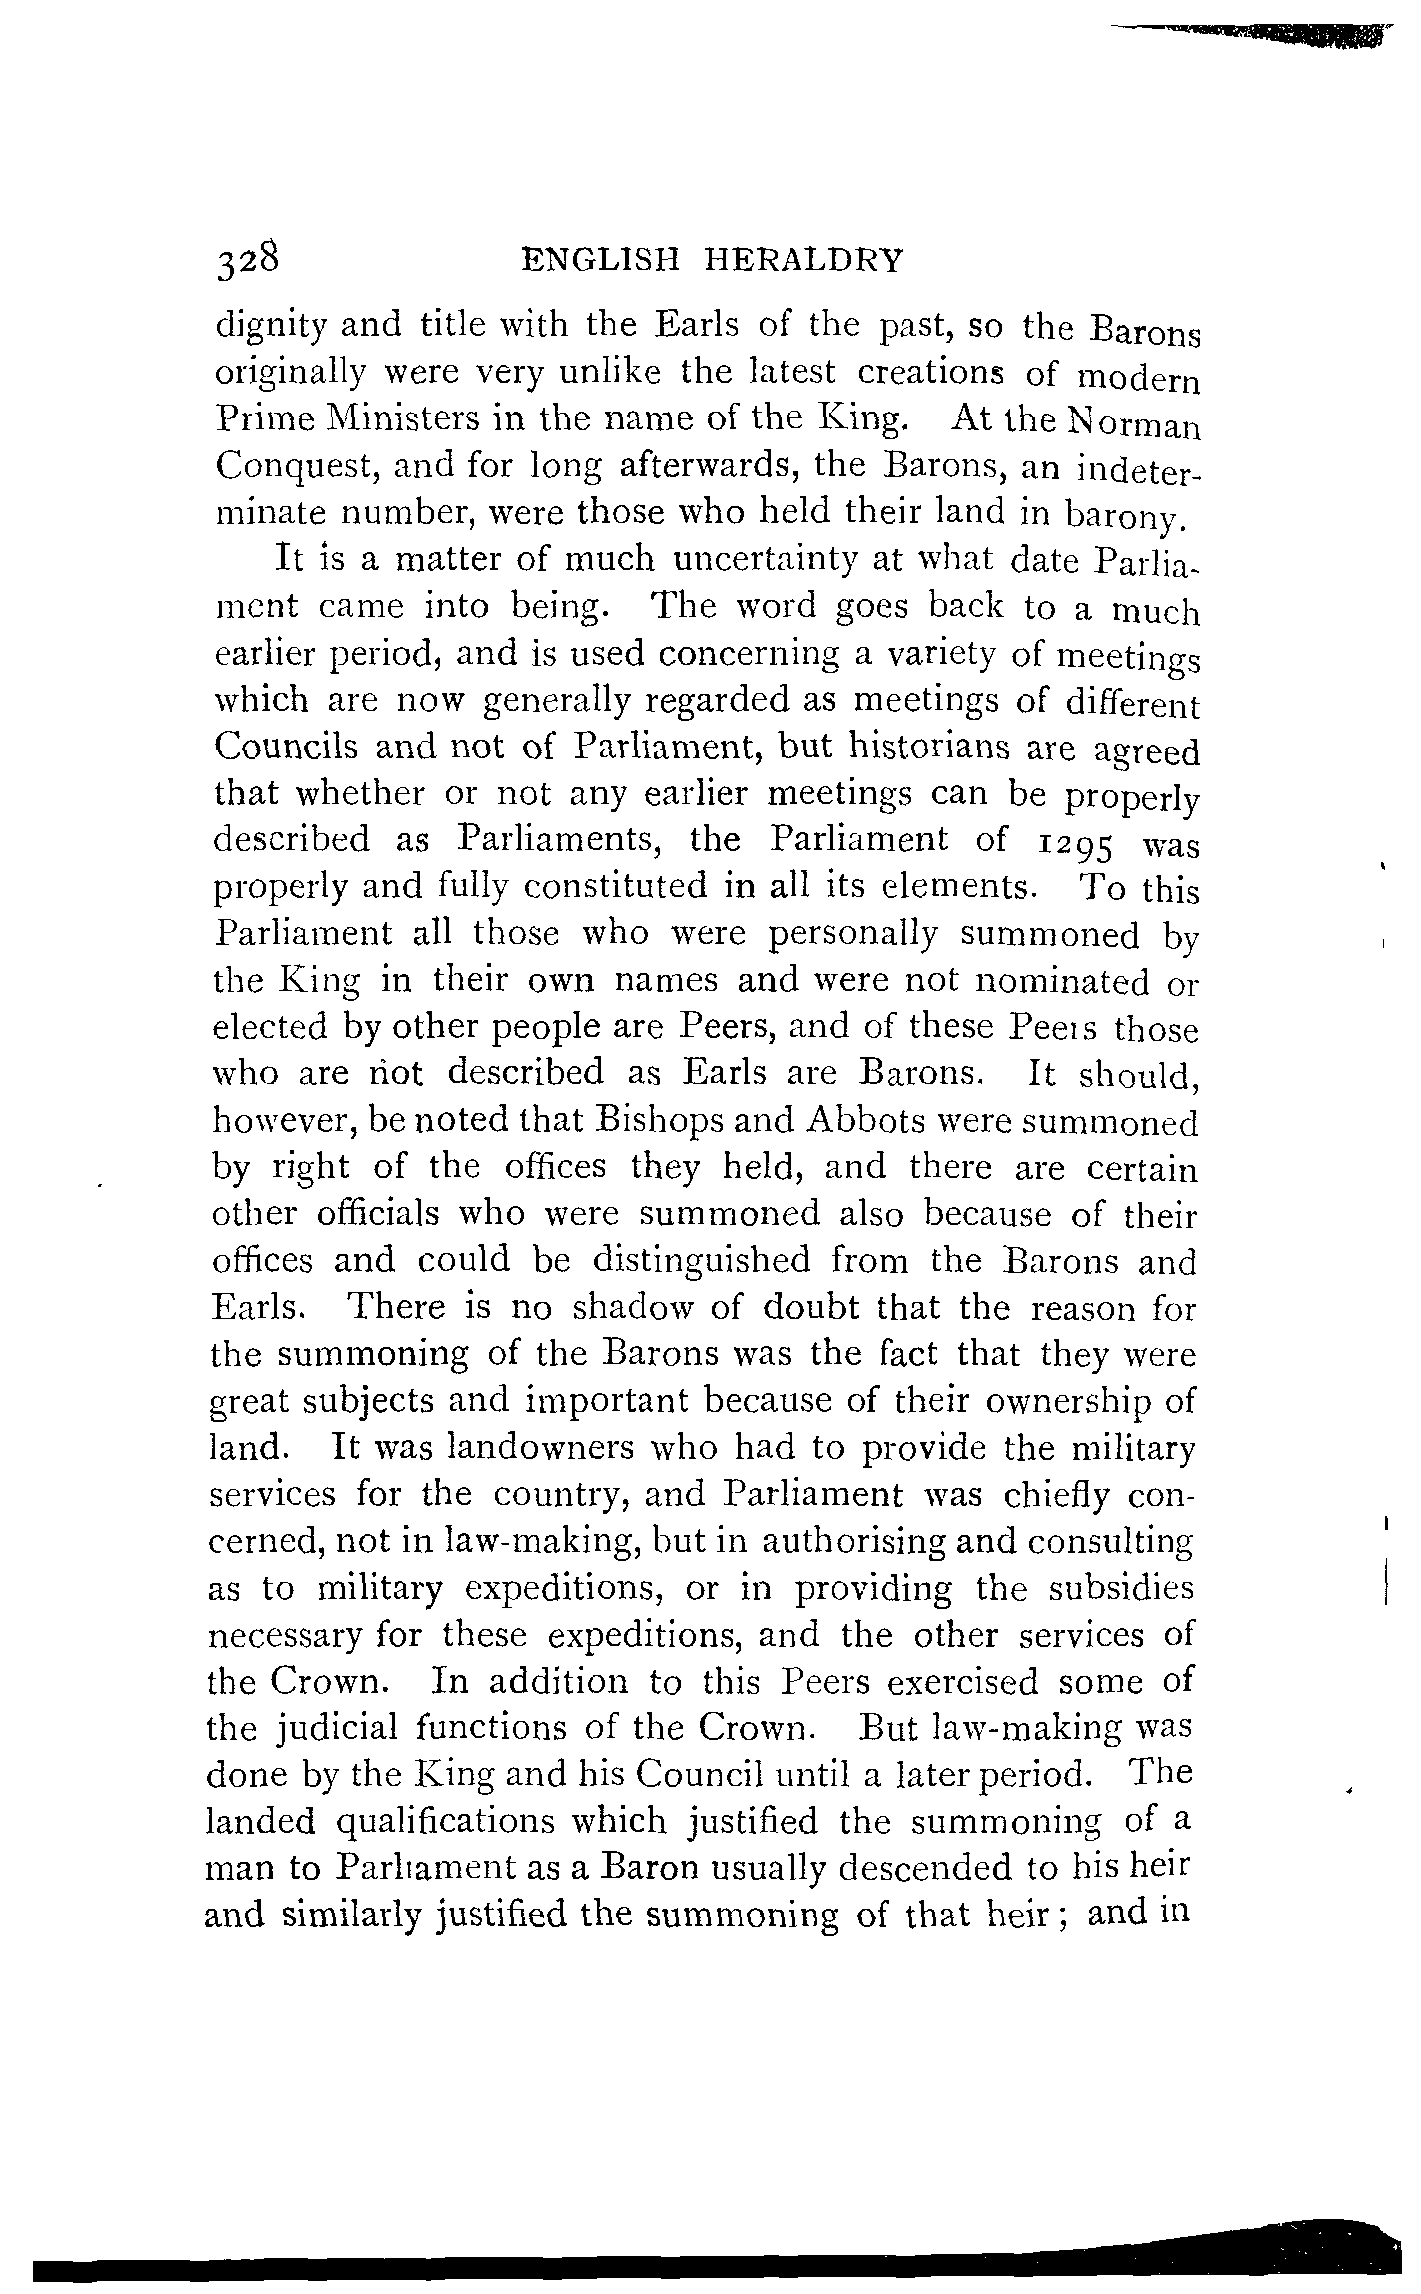 328 ENGLISH HERALDRY
dignity and title with the Earls of the past, so the Barons
originally were very unlike the latest creations of modern
Prime Ministers in the name of the King. At the Norman
Conquest, and for long afterwards, the Barons, an indeter-
minate number, were those who held their land in barony.
It is a matter of much uncertainty at what date Parlia-
ment came into being. The word goes back to a much
earlier period, and is used concerning a variety of meetings
which are now generally regarded as meetings of different
Councils and not of Parliament, but historians are agreed
that whether or not any earlier meetings can be properly
described as Parliaments, the Parliament of 1295 was
properly and fully constituted in all its elements. To this
Parliament all those who were personally summoned by
the King in their own names and were not nominated or
elected by other people are Peers, and of these Peers those
who are not described as Earls are Barons. It should,
however, be noted that Bishops and Abbots were summoned
by right of the offices they held, and there are certain
other officials who were summoned also because of their
offices and could be distinguished from the Barons and
Earls. There is no shadow of doubt that the reason for
the summoning of the Barons was the fact that they were
great subjects and important because of their ownership of
land. It was landowners who had to provide the military
services for the country, and Parliament was chiefly con-
cerned, not in law-making, but in authorising and consulting
as to military expeditions, or in providing the subsidies
necessary for these expeditions, and the other services of
the Crown. In addition to this Peers exercised some of
the judicial functions of the Crown. But law-making was
done by the King and his Council until a later period. The
landed qualifications which justified the summoning of a
man to Parliament as a Baron usually descended to his heir
and similarly justified the summoning of that heir; and in